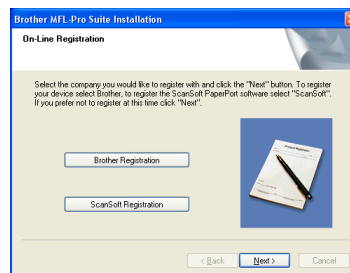 Brother MFL-Pro Suite Installation
On-Line Registration
Select the company you would like to register with and click the "Next" button. To register
your device select Brother, to register the ScanSoft PaperPort software select "ScanSoft".
If you prefer not to register at this time click "Next".
Brother Registration
ScanSoft Registration
< Back
Next >
Cancel